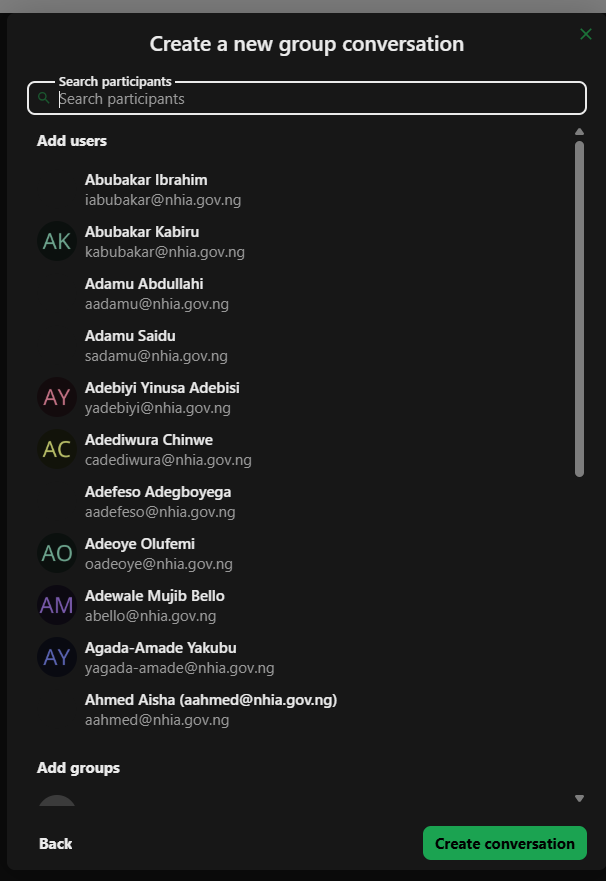 Create a new group conversation
Search participants
Search participants
Add users
Abubakar Ibrahim
iabubakar@nhia.gov.ng
AK
Abubakar Kabiru
kabubakar@nhia.gov.ng
Adamu Abdullahi
aadamu@nhia.gov.ng
Adamu Saidu
sadamu@nhia.gov.ng
AY
Adebiyi Yinusa Adebisi
yadebiyi@nhia.gov.ng
AC
Adediwura Chinwe
cadediwura@nhia.gov.ng
Adefeso Adegboyega
aadefeso@nhia.gov.ng
AO
Adeoye Olufemi
oadeoye@nhia.gov.ng
AM
Adewale Mujib Bello
abello@nhia.gov.ng
AY
Agada-Amade Yakubu
yagada-amade@nhia.gov.ng
Ahmed Aisha (aahmed@nhia.gov.ng)
aahmed@nhia.gov.ng
Add groups
Back
Create conversation